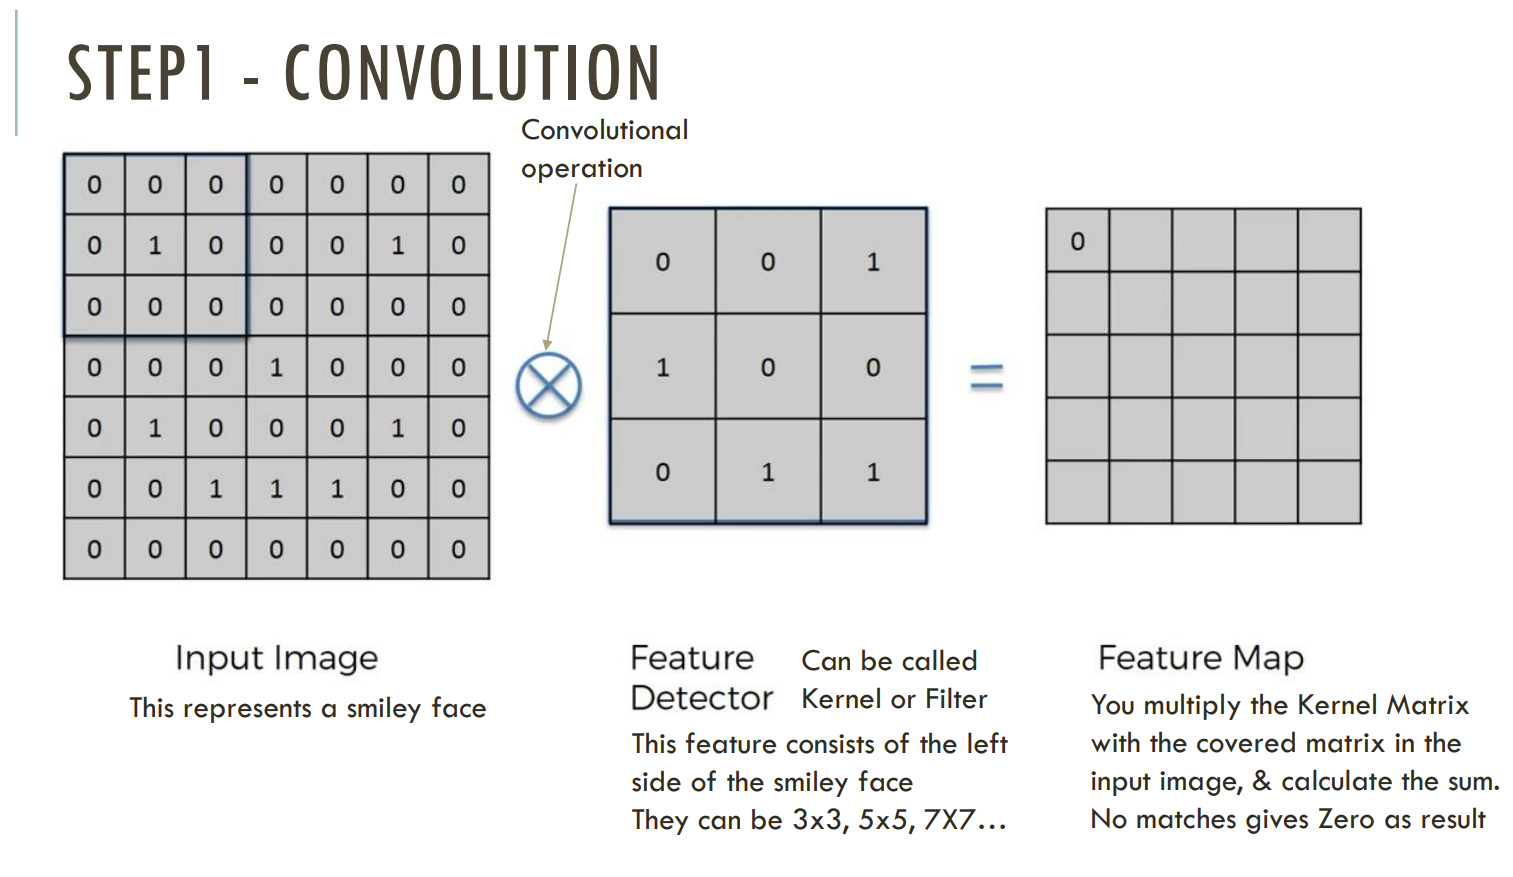 STEP1 - CONVOLUTION
Convolutional
operation
0 0 0 0 0 0 0
0 1 0 0 0 1 0
0 0 0 0 0 0 0
0 0 0 1 0 0 0
0 1 0 0 0 1 0
0 0 1 1 1 0 0
0 0 0 0 0 0 0
0 0 1
1 0 0
0 1 1
=
0
Input Image
This represents a smiley face
Feature
Detector
Can be called
Kernel or Filter
This feature consists of the left
side of the smiley face
They can be 3x3, 5x5, 7X7...
Feature Map
You multiply the Kernel Matrix
with the covered matrix in the
input image, & calculate the sum.
No matches gives Zero as result